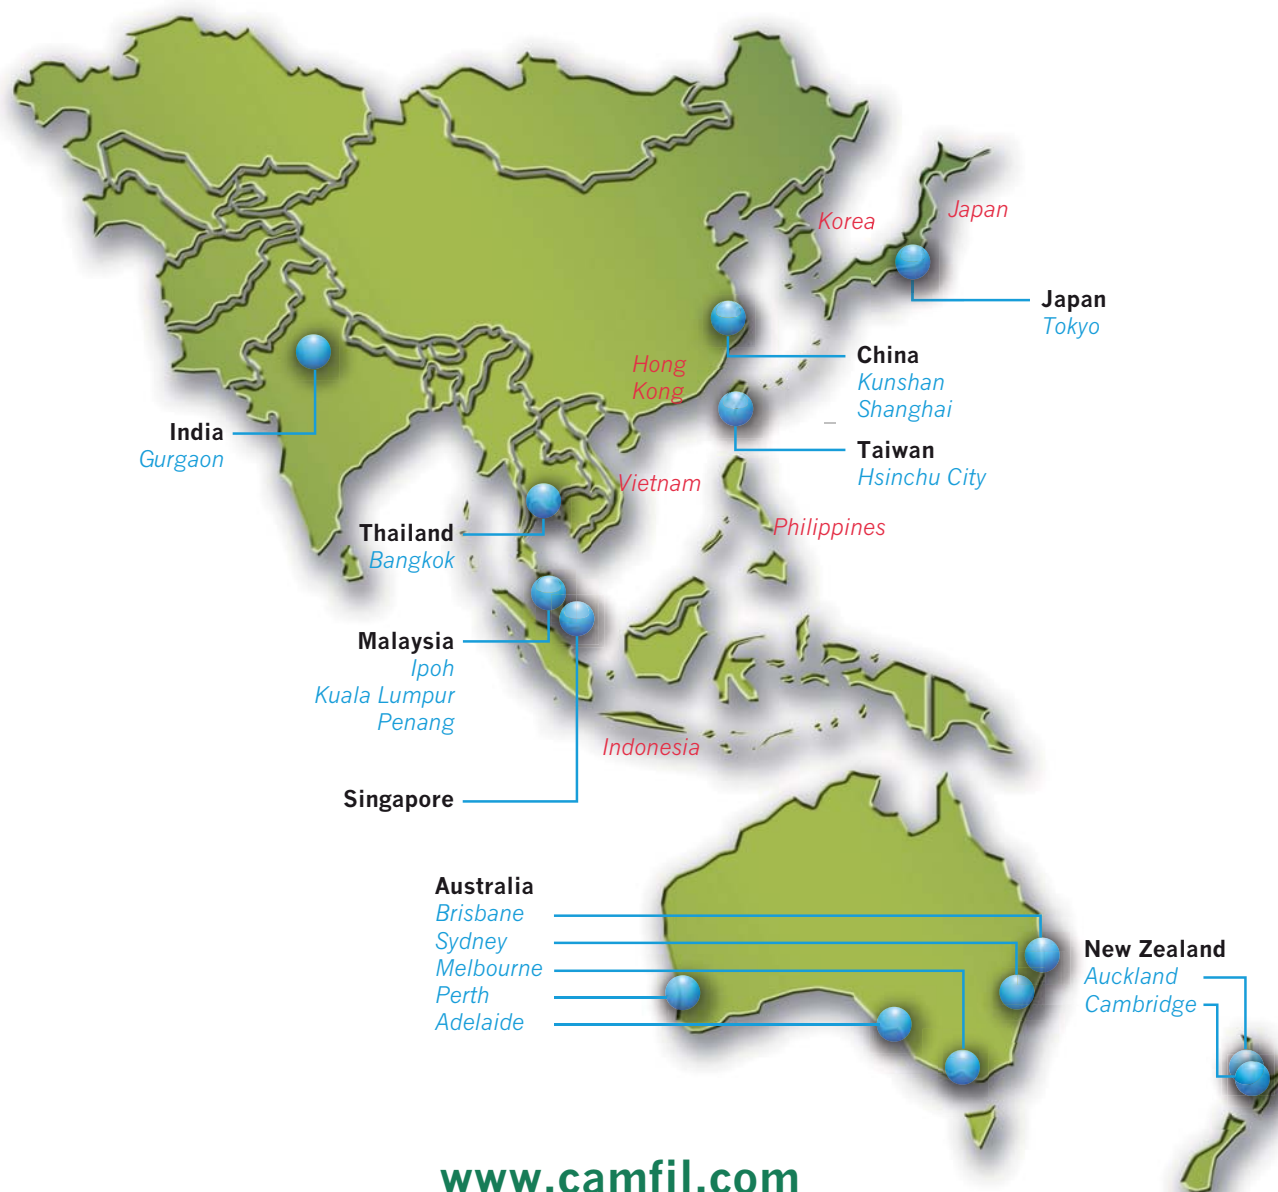 Korea
Japan
Japan
Tokyo
Hong
Kong
China
Kunshan
Shanghai
India
Gurgaon
Taiwan
Hsinchu City
Vietnam
Philippines
Thailand
Bangkok
Malaysia
Ipoh
Kuala Lumpur
Penang
Indonesia
Singapore
Australia
Brisbane
Sydney
Melbourne
Perth
Adelaide
New Zealand
Auckland
Cambridge
www.camfil.com